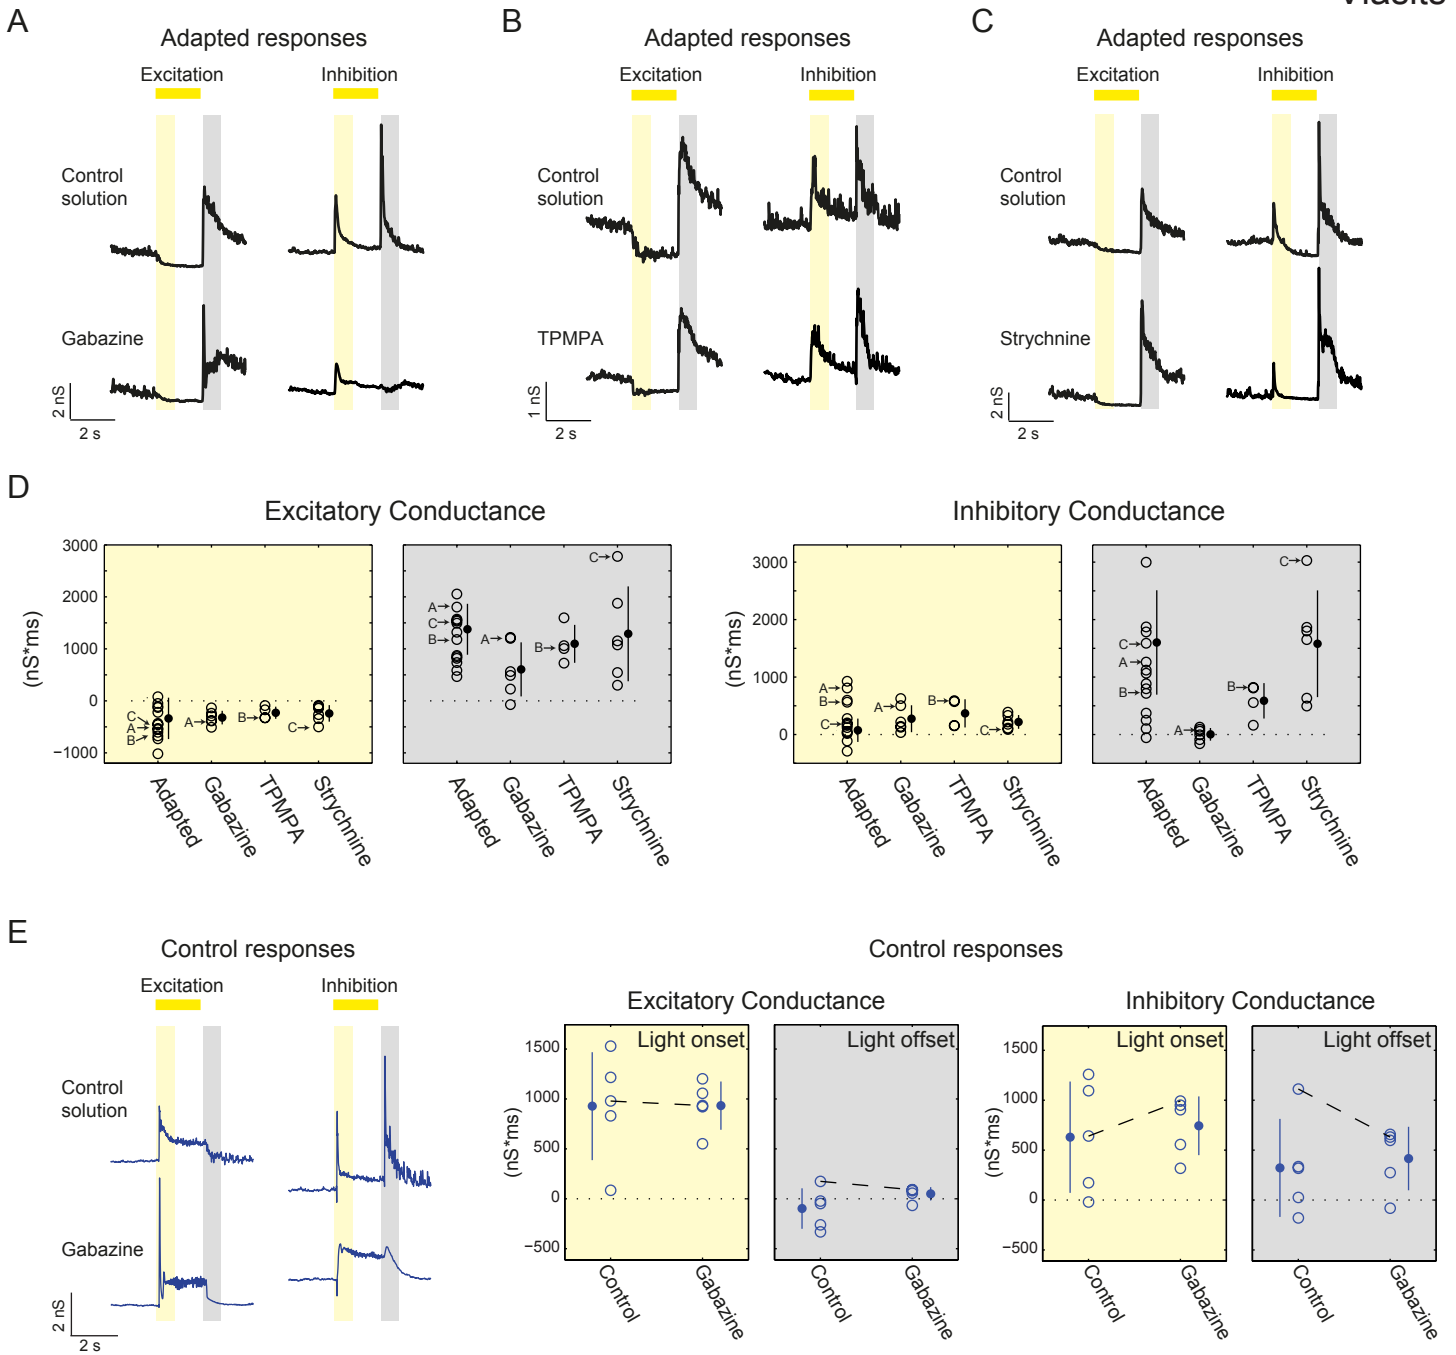 A
B
C
Adapted responses
Adapted responses
Adapted responses
Excitation
Inhibition
Excitation
Inhibition
Excitation
Inhibition
Control
solution
Control
solution
Control
solution
Gabazine
TPMPA
Strychnine
2 nS
2 s
1 nS
2 s
2 nS
2 s
D
Excitatory Conductance
Inhibitory Conductance
(nS*ms)
3000
2000
1000
0
−1000
C
A
B
A
B
C
A
C
B
A
B
C
Adapted
Gabazine
TPMPA
Strychnine
Adapted
Gabazine
TPMPA
Strychnine
3000
2000
1000
0
A
B
C
A
B
C
C
A
B
A
B
C
Adapted
Gabazine
TPMPA
Strychnine
Adapted
Gabazine
TPMPA
Strychnine
E
Control responses
Control responses
Excitation
Inhibition
Excitatory Conductance
Inhibitory Conductance
Control
solution
Gabazine
2 nS
2 s
(nS*ms)
1500
1000
500
0
−500
Light onset
Light offset
Control
Gabazine
Control
Gabazine
(nS*ms)
1500
1000
500
0
−500
Light onset
Light offset
Control
Gabazine
Control
Gabazine